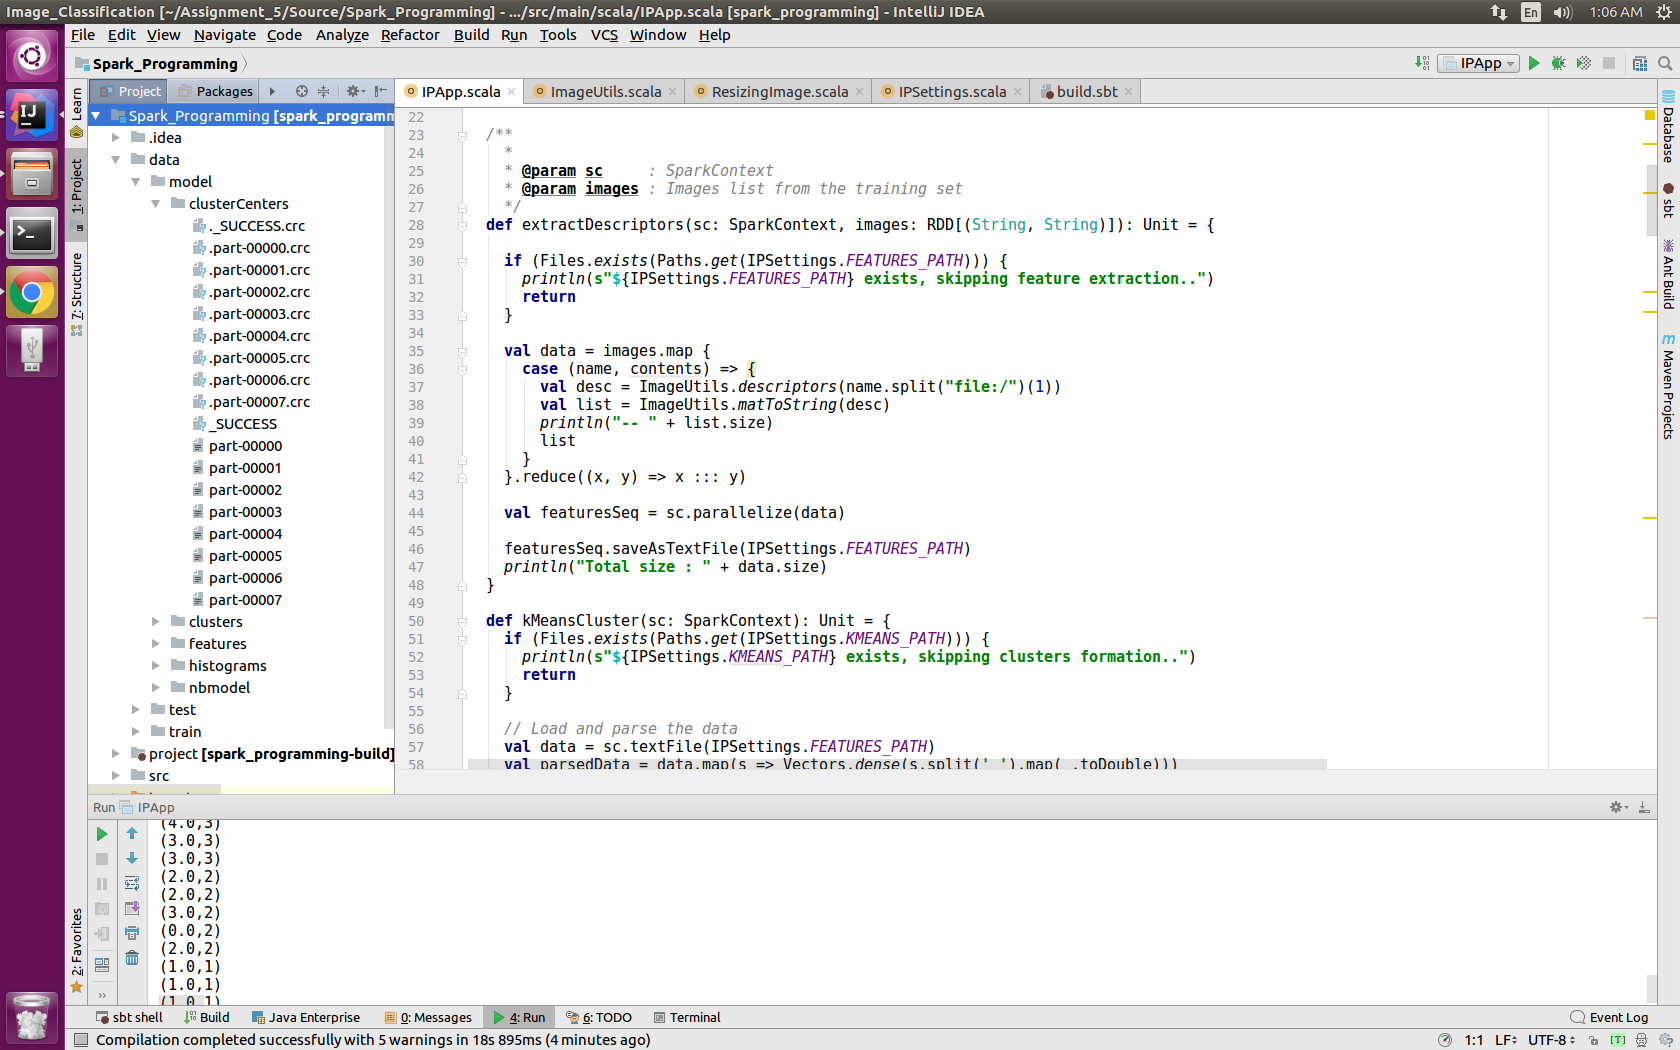 Image_Classification [~/Assignment_5/Source/Spark_Programming] - .../src/main/scala/IPApp.scala [spark_programming] - IntelliJ IDEA
En
1:06 AM
File Edit View Navigate Code Analyze Refactor Build Run Tools VCS Window Help
Spark_Programming
IPApp
Project Packages
IPApp.scala
ImageUtils.scala
ResizingImage.scala
IPSettings.scala
build.sbt
Learn
1: Project
7: Structure
2: Favorites
Spark_Programming [spark_programm
.idea
data
model
clusterCenters
._SUCCESS.crc
.part-00000.crc
.part-00001.crc
.part-00002.crc
.part-00003.crc
.part-00004.crc
.part-00005.crc
.part-00006.crc
.part-00007.crc
_SUCCESS
part-00000
part-00001
part-00002
part-00003
part-00004
part-00005
part-00006
part-00007
clusters
features
histograms
nbmodel
test
train
project [spark_programming-build]
src
22
23 /**
24 *
25 * @param sc : SparkContext
26 * @param images : Images list from the training set
27 */
28 def extractDescriptors(sc: SparkContext, images: RDD[(String, String)]): Unit = {
29
30 if (Files.exists(Paths.get(IPSettings.FEATURES_PATH))) {
31 println(s"${IPSettings.FEATURES_PATH} exists, skipping feature extraction..")
32 return
33 }
34
35 val data = images.map {
36 case (name, contents) => {
37 val desc = ImageUtils.descriptors(name.split("file:/")(1))
38 val list = ImageUtils.matToString(desc)
39 println("-- " + list.size)
40 list
41 }
42 }.reduce((x, y) => x ::: y)
43
44 val featuresSeq = sc.parallelize(data)
45
46 featuresSeq.saveAsTextFile(IPSettings.FEATURES_PATH)
47 println("Total size : " + data.size)
48 }
49
50 def kMeansCluster(sc: SparkContext): Unit = {
51 if (Files.exists(Paths.get(IPSettings.KMEANS_PATH))) {
52 println(s"${IPSettings.KMEANS_PATH} exists, skipping clusters formation..")
53 return
54 }
55
56 // Load and parse the data
57 val data = sc.textFile(IPSettings.FEATURES_PATH)
58 val parsedData = data.map(s => Vectors.dense(s.split(' ').map(_.toDouble)))
Database
sbt
Ant Build
Maven Projects
Run IPApp
(4.0,3)
(3.0,3)
(3.0,3)
(2.0,2)
(2.0,2)
(3.0,2)
(0.0,2)
(2.0,2)
(1.0,1)
(1.0,1)
(1.0,1)
sbt shell
Build
Java Enterprise
0: Messages
4: Run
6: TODO
Terminal
Event Log
Compilation completed successfully with 5 warnings in 18s 895ms (4 minutes ago)
1:1 LF UTF-8 [T]